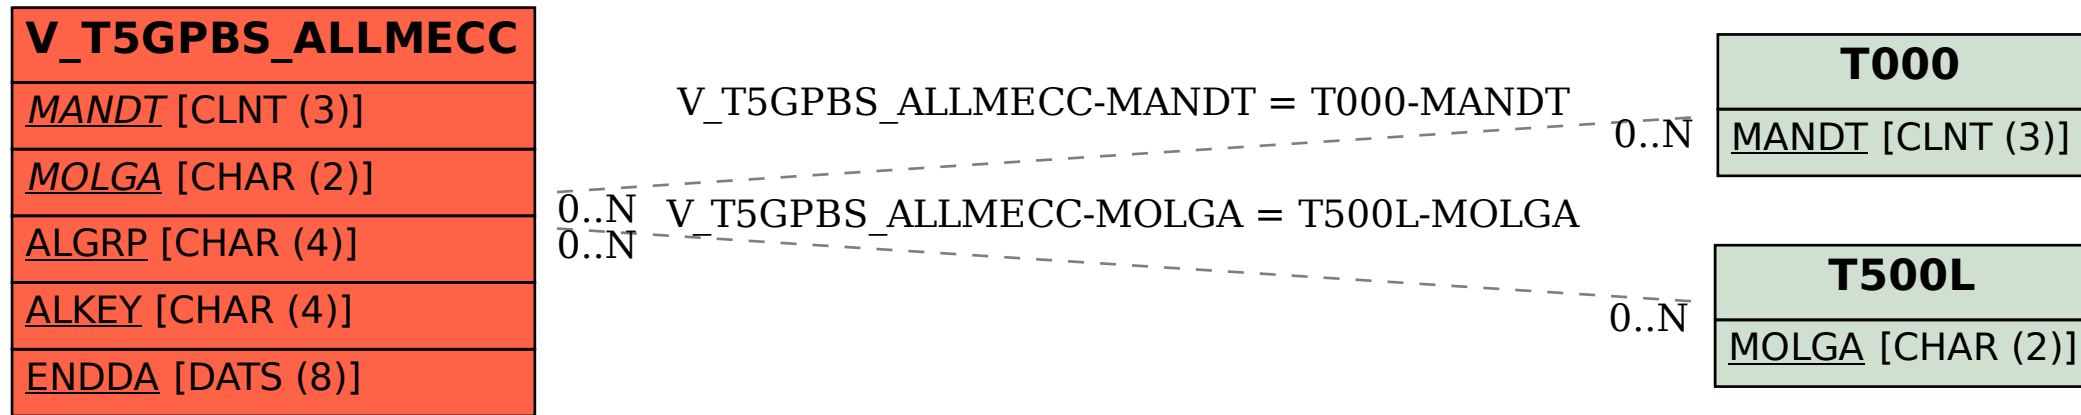 V_T5GPBS_ALLMECC
MANDT [CLNT (3)]
MOLGA [CHAR (2)]
ALGRP [CHAR (4)]
ALKEY [CHAR (4)]
ENDDA [DATS (8)]
V_T5GPBS_ALLMECC-MANDT = T000-MANDT
0..N
0..N
V_T5GPBS_ALLMECC-MOLGA = T500L-MOLGA
0..N
0..N
T000
MANDT [CLNT (3)]
T500L
MOLGA [CHAR (2)]